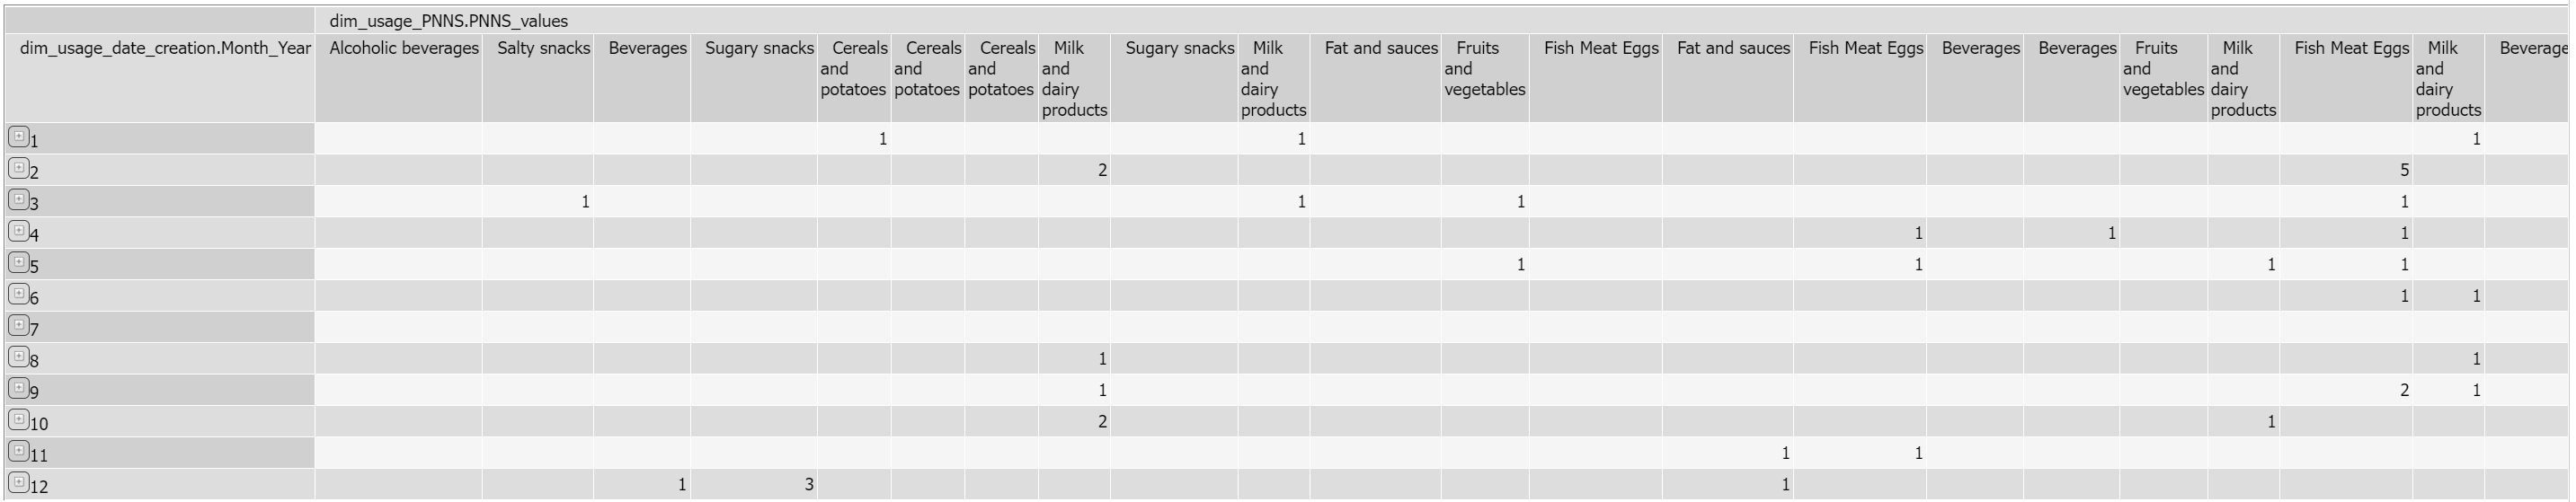 dim_usage_PNNS.PNNS_values
dim_usage_date_creation.Month_Year Alcoholic beverages Salty snacks Beverages Sugary snacks Cereals Cereals Cereals Milk Sugary snacks Milk Fat and sauces Fruits Fish Meat Eggs Fat and sauces Fish Meat Eggs Beverages Beverages Fruits Milk Fish Meat Eggs Milk Beverage
and and and and and and and and and
potatoes potatoes potatoes dairy dairy vegetables vegetables dairy dairy
products products products products
1 1 1 1
2 2 5
3 1 1 1 1
4 1 1 1
5 1 1 1 1
6 1 1
7
8 1 1
9 1 2 1
10 2 1
11 1 1
12 1 3 1